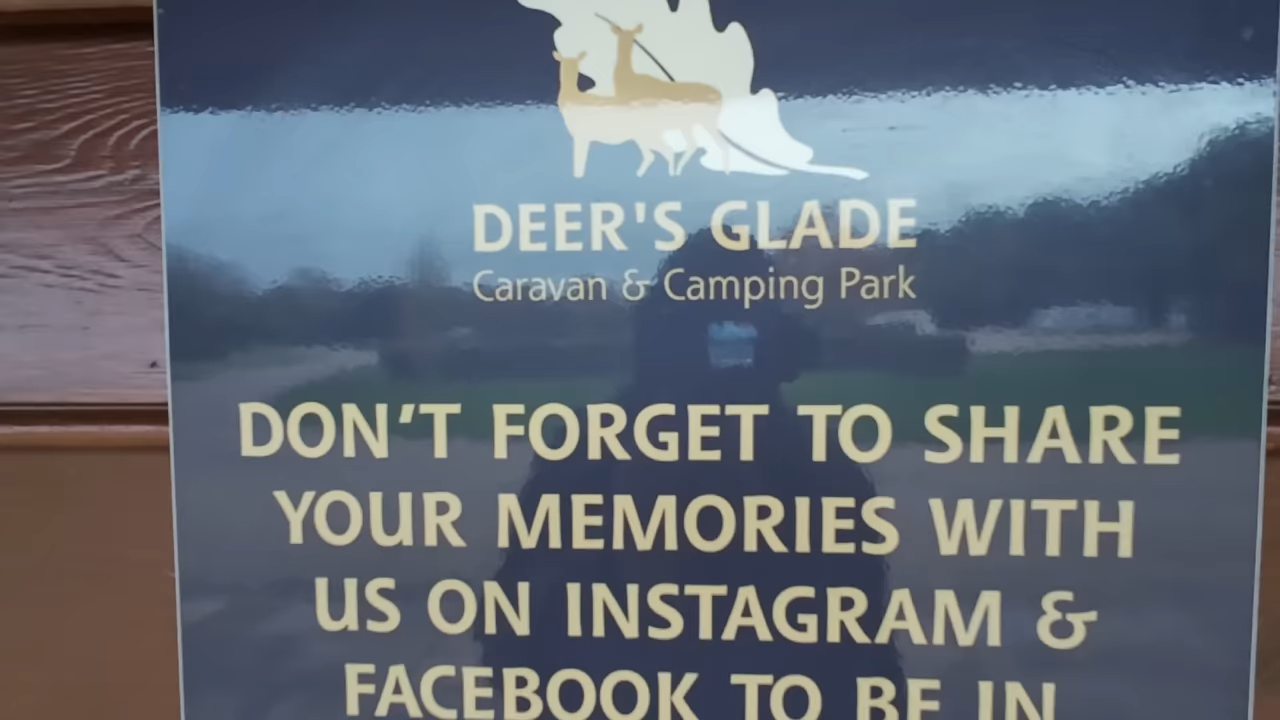 DEER'S GLADE
Caravan & Camping Park
DON'T FORGET TO SHARE
YOUR MEMORIES WITH
US ON INSTAGRAM &
FACEBOOK TO BE IN